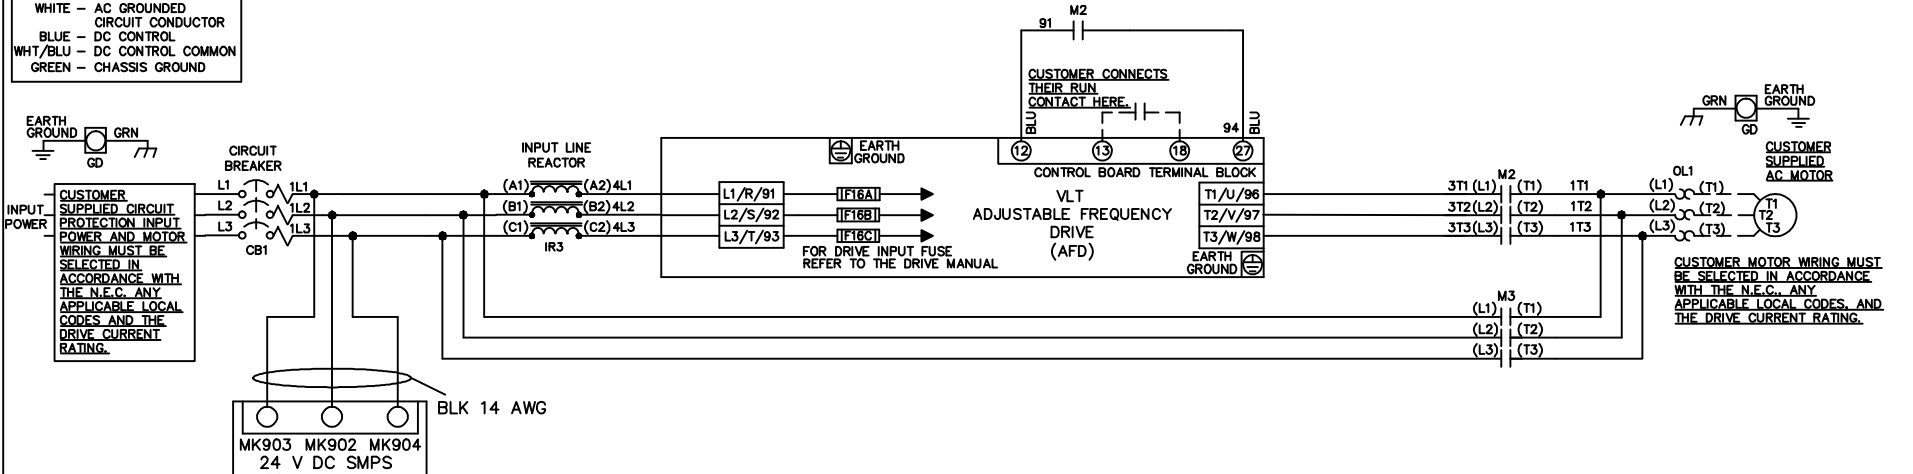 WHITE – AC GROUNDED
CIRCUIT CONDUCTOR
BLUE – DC CONTROL
WHT/BLU – DC CONTROL COMMON
GREEN – CHASSIS GROUND
EARTH
GROUND
GRN
GD
INPUT
POWER
CUSTOMER
SUPPLIED CIRCUIT
PROTECTION INPUT
POWER AND MOTOR
WIRING MUST BE
SELECTED IN
ACCORDANCE WITH
THE N.E.C. ANY
APPLICABLE LOCAL
CODES AND THE
DRIVE CURRENT
RATING.
CIRCUIT
BREAKER
L1 1L1
L2 1L2
L3 1L3
CB1
INPUT LINE
REACTOR
(A1) (A2) 4L1
(B1) (B2) 4L2
(C1) (C2) 4L3
IR3
BLK 14 AWG
MK903 MK902 MK904
24 V DC SMPS
L1/R/91
L2/S/92
L3/T/93
F16A
F16B
F16C
FOR DRIVE INPUT FUSE
REFER TO THE DRIVE MANUAL
EARTH
GROUND
91
M2
CUSTOMER CONNECTS
THEIR RUN
CONTACT HERE.
BLU
94
BLU
12 13 18 27
CONTROL BOARD TERMINAL BLOCK
VLT
ADJUSTABLE FREQUENCY
DRIVE
(AFD)
T1/U/96
T2/V/97
T3/W/98
EARTH
GROUND
M2
3T1 (L1) (T1) 1T1
3T2 (L2) (T2) 1T2
3T3 (L3) (T3) 1T3
M3
(L1) (T1)
(L2) (T2)
(L3) (T3)
GRN
EARTH
GROUND
GD
CUSTOMER
SUPPLIED
AC MOTOR
OL1
(L1) (T1)
(L2) (T2)
(L3) (T3)
T1
T2
T3
CUSTOMER MOTOR WIRING MUST
BE SELECTED IN ACCORDANCE
WITH THE N.E.C., ANY
APPLICABLE LOCAL CODES, AND
THE DRIVE CURRENT RATING.